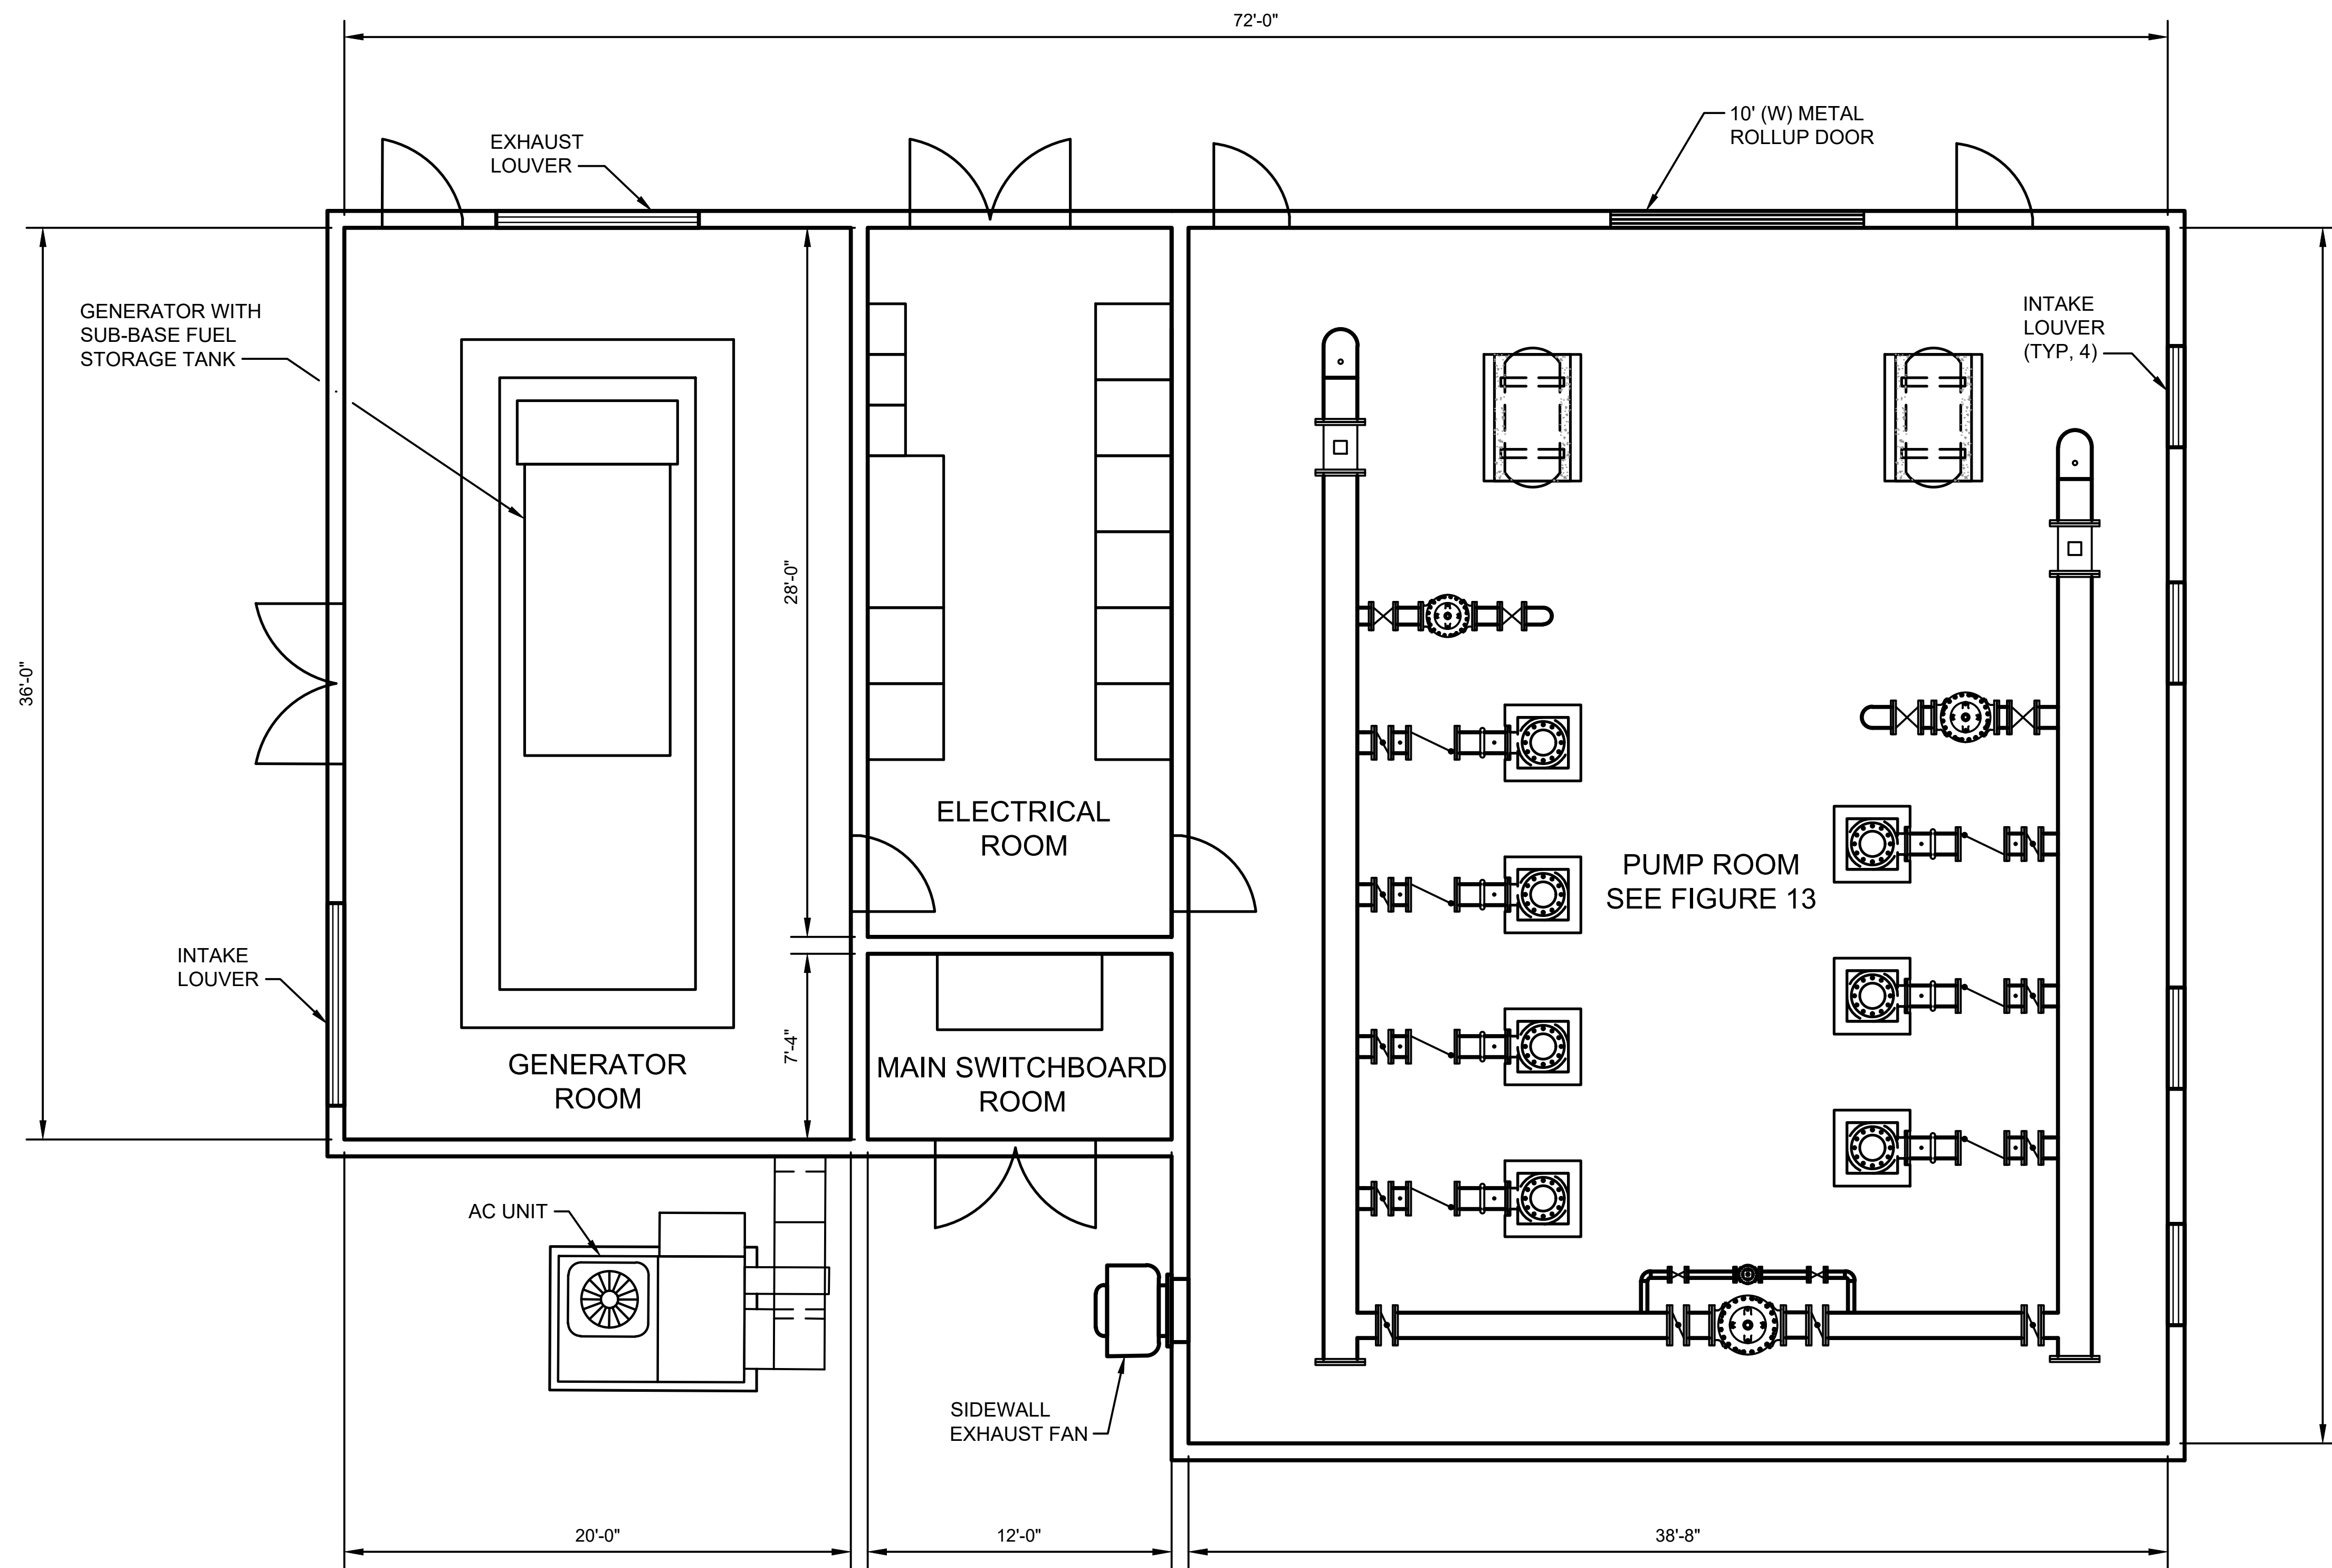 72'-0"
10' (W) METAL
ROLLUP DOOR
EXHAUST
LOUVER
GENERATOR WITH
SUB-BASE FUEL
STORAGE TANK
INTAKE
LOUVER
(TYP, 4)
28'-0"
36'-0"
ELECTRICAL
ROOM
PUMP ROOM
SEE FIGURE 13
INTAKE
LOUVER
7'-4"
GENERATOR
ROOM
MAIN SWITCHBOARD
ROOM
AC UNIT
SIDEWALL
EXHAUST FAN
20'-0"
12'-0"
38'-8"